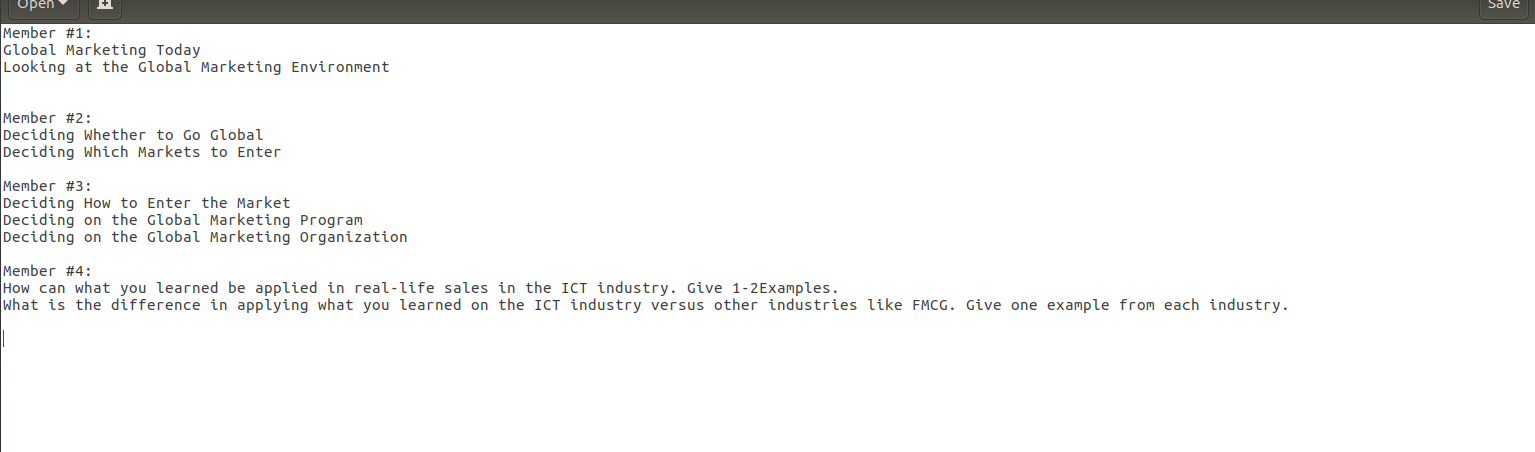 Open
Save
Member #1:
Global Marketing Today
Looking at the Global Marketing Environment
Member #2:
Deciding Whether to Go Global
Deciding Which Markets to Enter
Member #3:
Deciding How to Enter the Market
Deciding on the Global Marketing Program
Deciding on the Global Marketing Organization
Member #4:
How can what you learned be applied in real-life sales in the ICT industry. Give 1-2Examples.
What is the difference in applying what you learned on the ICT industry versus other industries like FMCG. Give one example from each industry.